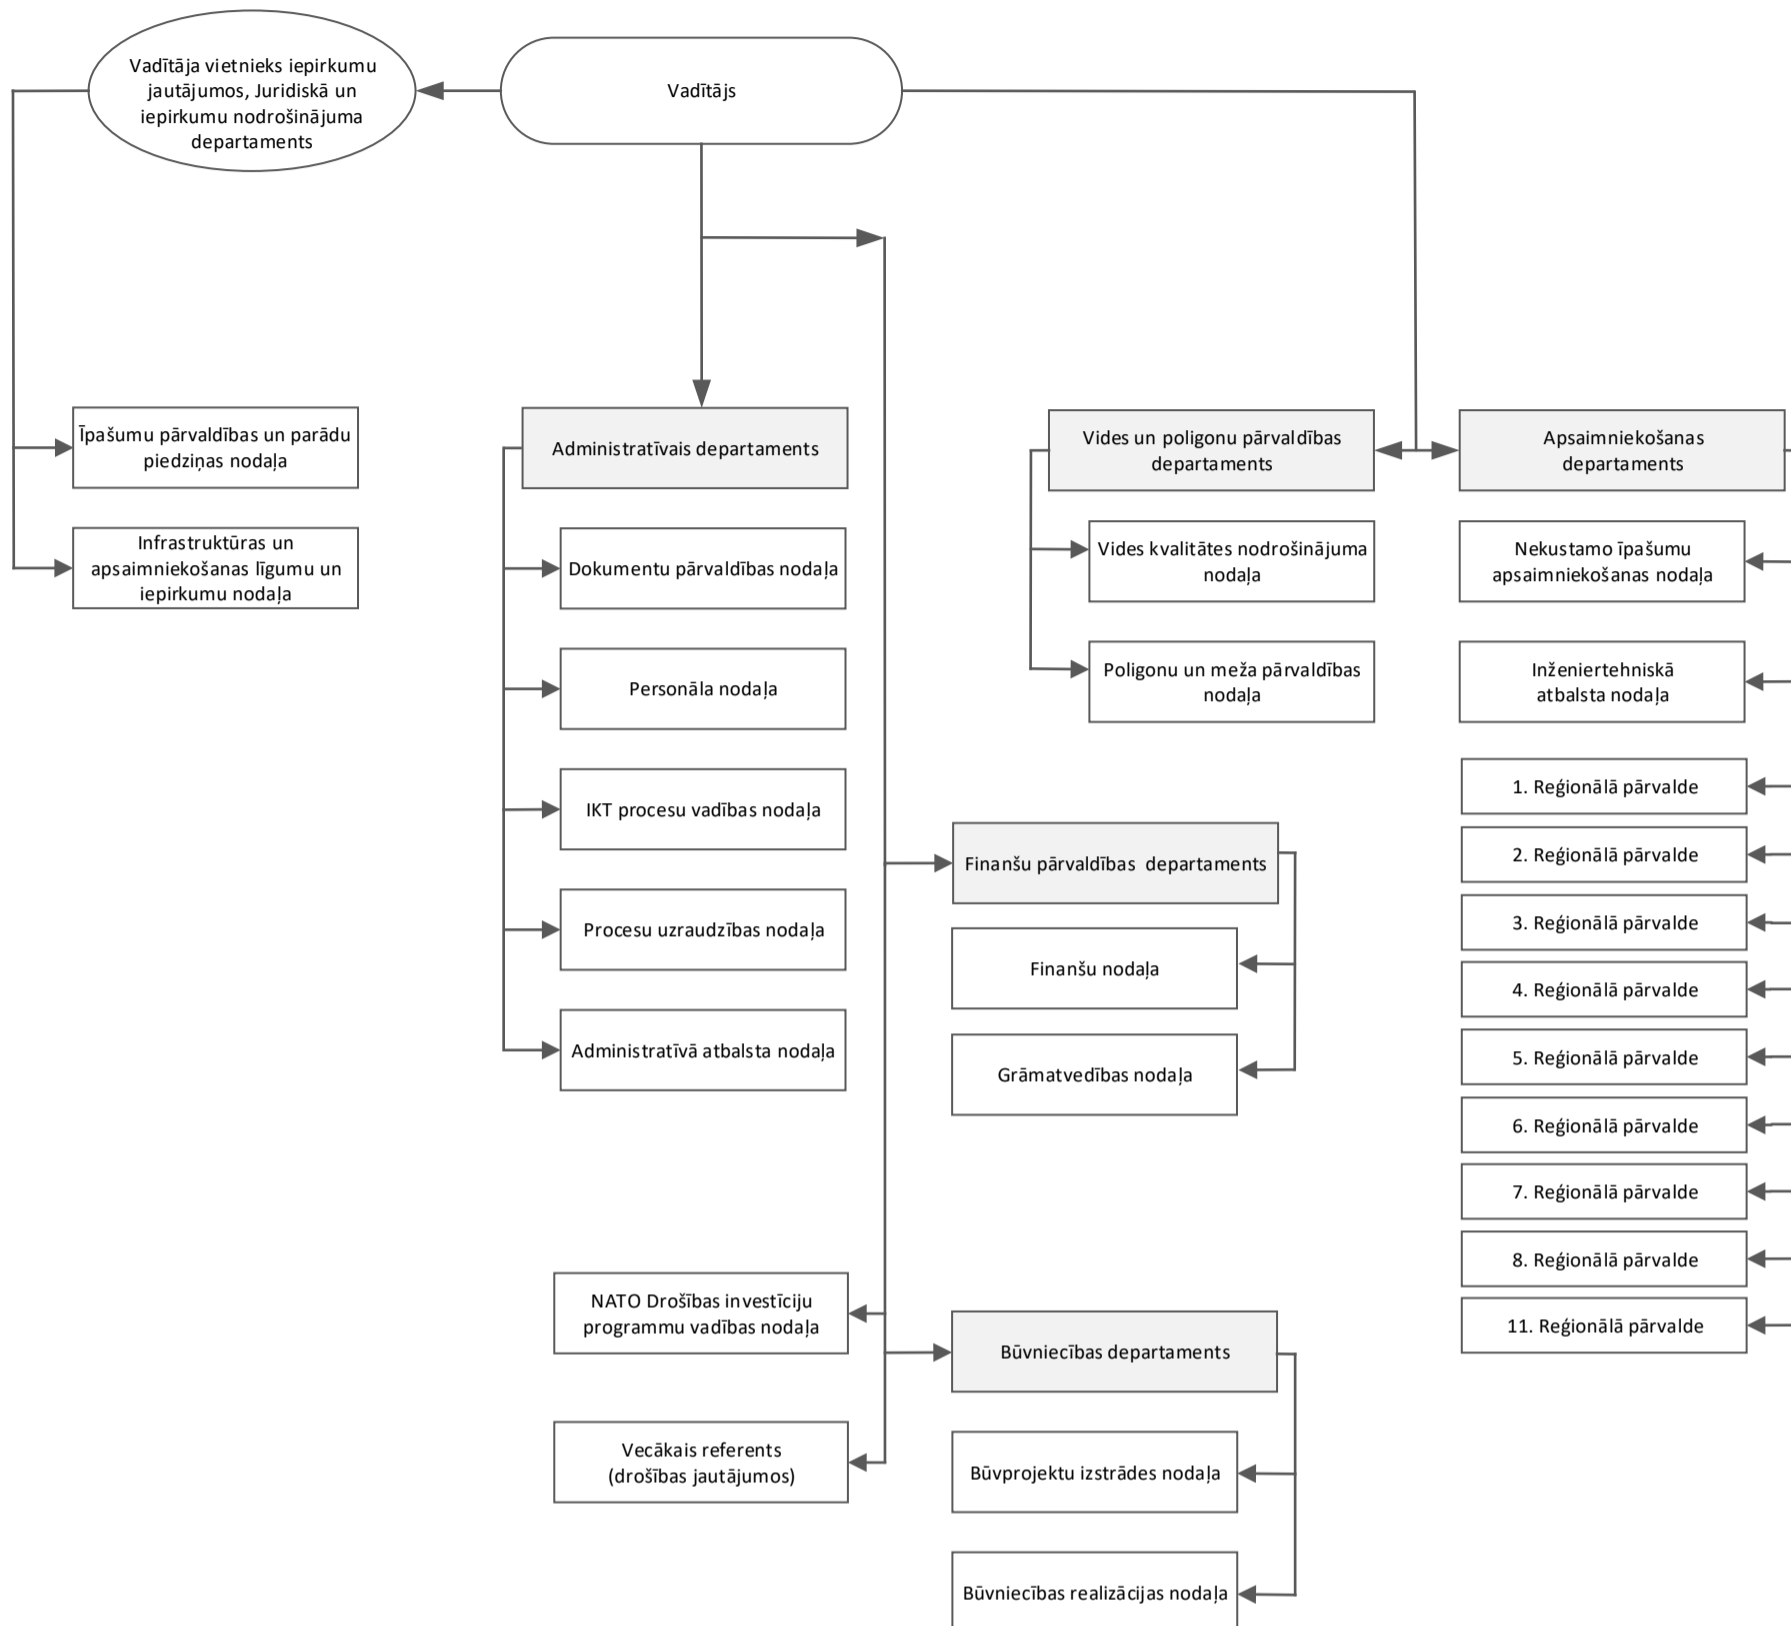 Vadītāja vietnieks iepirkumu
jautājumos, Juridiskā un
iepirkumu nodrošinājuma
departaments
Vadītājs
Īpašumu pārvaldības un parādu
piedziņas nodaļa
Infrastruktūras un
apsaimniekošanas līgumu un
iepirkumu nodaļa
Administratīvais departaments
Dokumentu pārvaldības nodaļa
Personāla nodaļa
IKT procesu vadības nodaļa
Procesu uzraudzības nodaļa
Administratīvā atbalsta nodaļa
NATO Drošības investīciju
programmu vadības nodaļa
Vecākais referents
(drošības jautājumos)
Vides un poligonu pārvaldības
departaments
Vides kvalitātes nodrošinājuma
nodaļa
Poligonu un meža pārvaldības
nodaļa
Finanšu pārvaldības departaments
Finanšu nodaļa
Grāmatvedības nodaļa
Būvniecības departaments
Būvprojektu izstrādes nodaļa
Būvniecības realizācijas nodaļa
Apsaimniekošanas
departaments
Nekustamo īpašumu
apsaimniekošanas nodaļa
Inženiertehniskā
atbalsta nodaļa
1. Reģionālā pārvalde
2. Reģionālā pārvalde
3. Reģionālā pārvalde
4. Reģionālā pārvalde
5. Reģionālā pārvalde
6. Reģionālā pārvalde
7. Reģionālā pārvalde
8. Reģionālā pārvalde
11. Reģionālā pārvalde